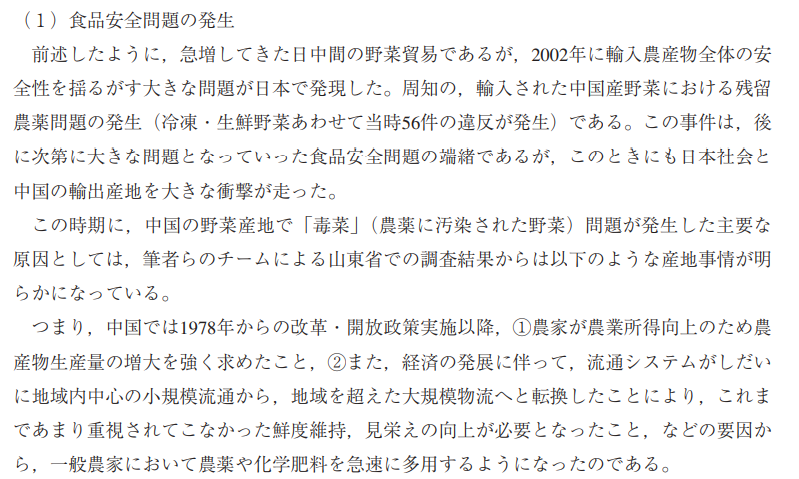 （１）食品安全問題の発生
前述したように，急増してきた日中間の野菜貿易であるが，2002年に輸入農産物全体の安
全性を揺るがす大きな問題が日本で発現した。周知の，輸入された中国産野菜における残留
農薬問題の発生（冷凍・生鮮野菜あわせて当時56件の違反が発生）である。この事件は，後
に次第に大きな問題となっていった食品安全問題の端緒であるが，このときにも日本社会と
中国の輸出産地を大きな衝撃が走った。
この時期に，中国の野菜産地で「毒菜」（農薬に汚染された野菜）問題が発生した主要な
原因としては，筆者らのチームによる山東省での調査結果からは以下のような産地事情が明
らかになっている。
つまり，中国では1978年からの改革・開放政策実施以降，①農家が農業所得向上のため農
産物生産量の増大を強く求めたこと，②また，経済の発展に伴って，流通システムがしだい
に地域内中心の小規模流通から，地域を超えた大規模物流へと転換したことにより，これま
であまり重視されてこなかった鮮度維持，見栄えの向上が必要となったこと，などの要因か
ら，一般農家において農薬や化学肥料を急速に多用するようになったのである。